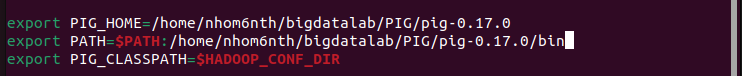 export PIG_HOME=/home/nhom6nth/bigdatalab/PIG/pig-0.17.0
export PATH=$PATH:/home/nhom6nth/bigdatalab/PIG/pig-0.17.0/bin
export PIG_CLASSPATH=$HADOOP_CONF_DIR